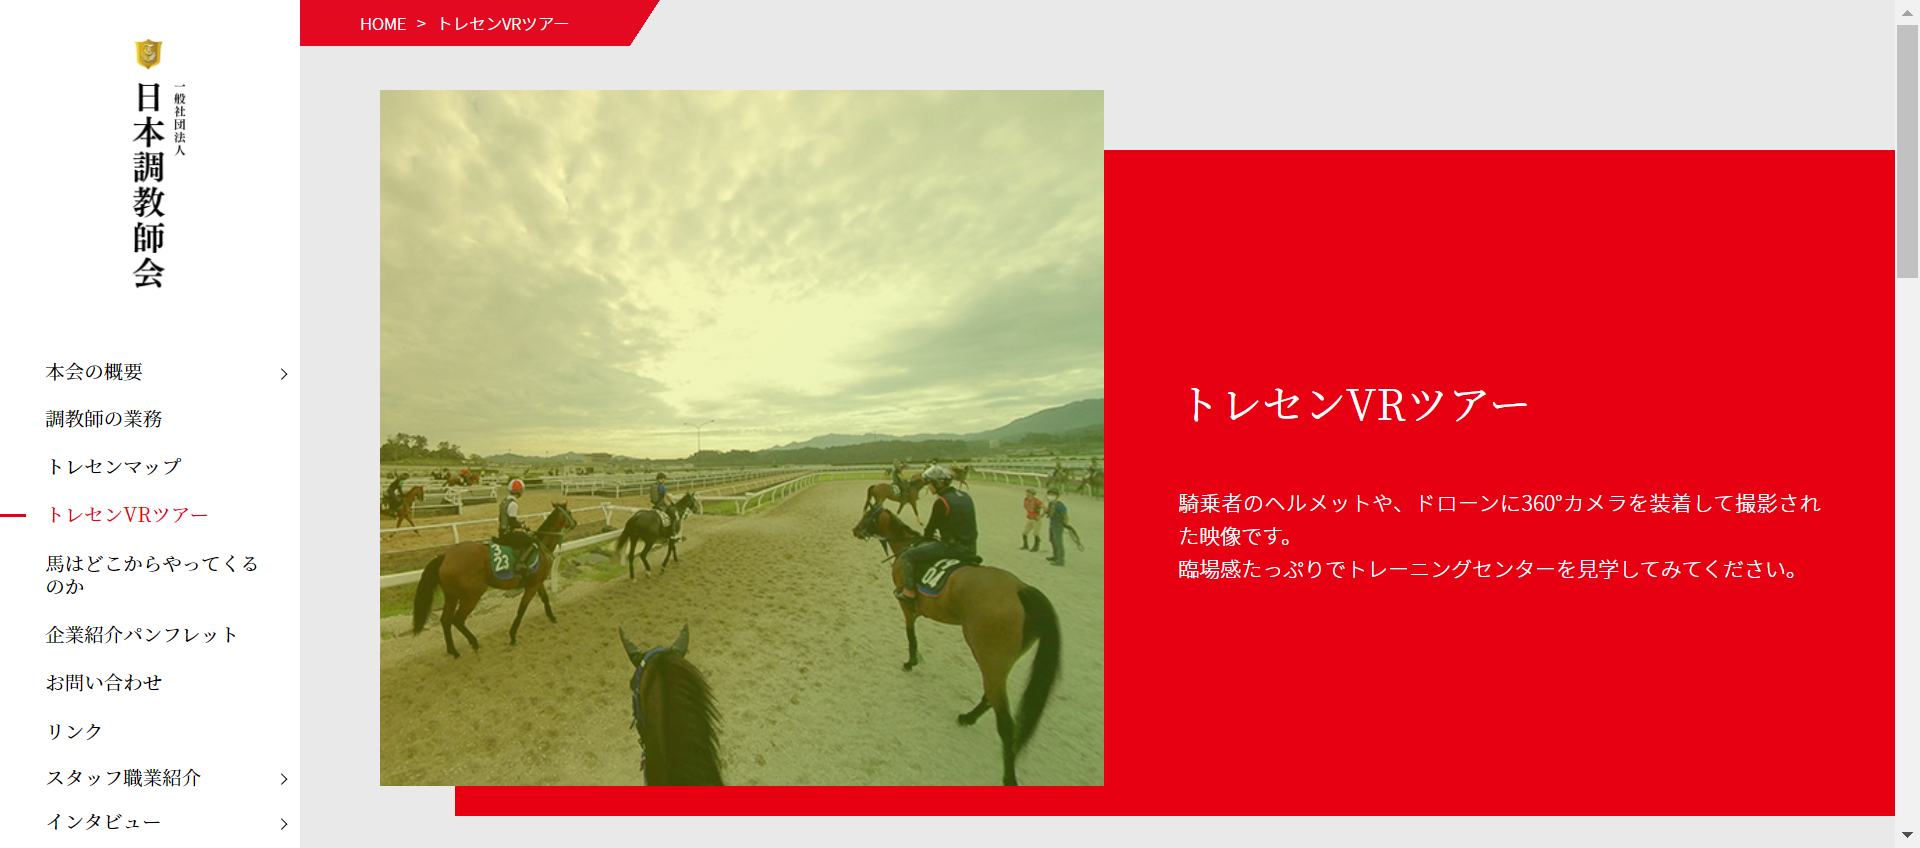 一般社団法人
日本調教師会
本会の概要
調教師の業務
トレセンマップ
トレセンVRツアー
馬はどこからやってくる
のか
企業紹介パンフレット
お問い合わせ
リンク
スタッフ職業紹介
インタビュー
HOME > トレセンVRツアー
3
23
トレセンVRツアー
騎乗者のヘルメットや、ドローンに360°カメラを装着して撮影され
た映像です。
臨場感たっぷりでトレーニングセンターを見学してみてください。